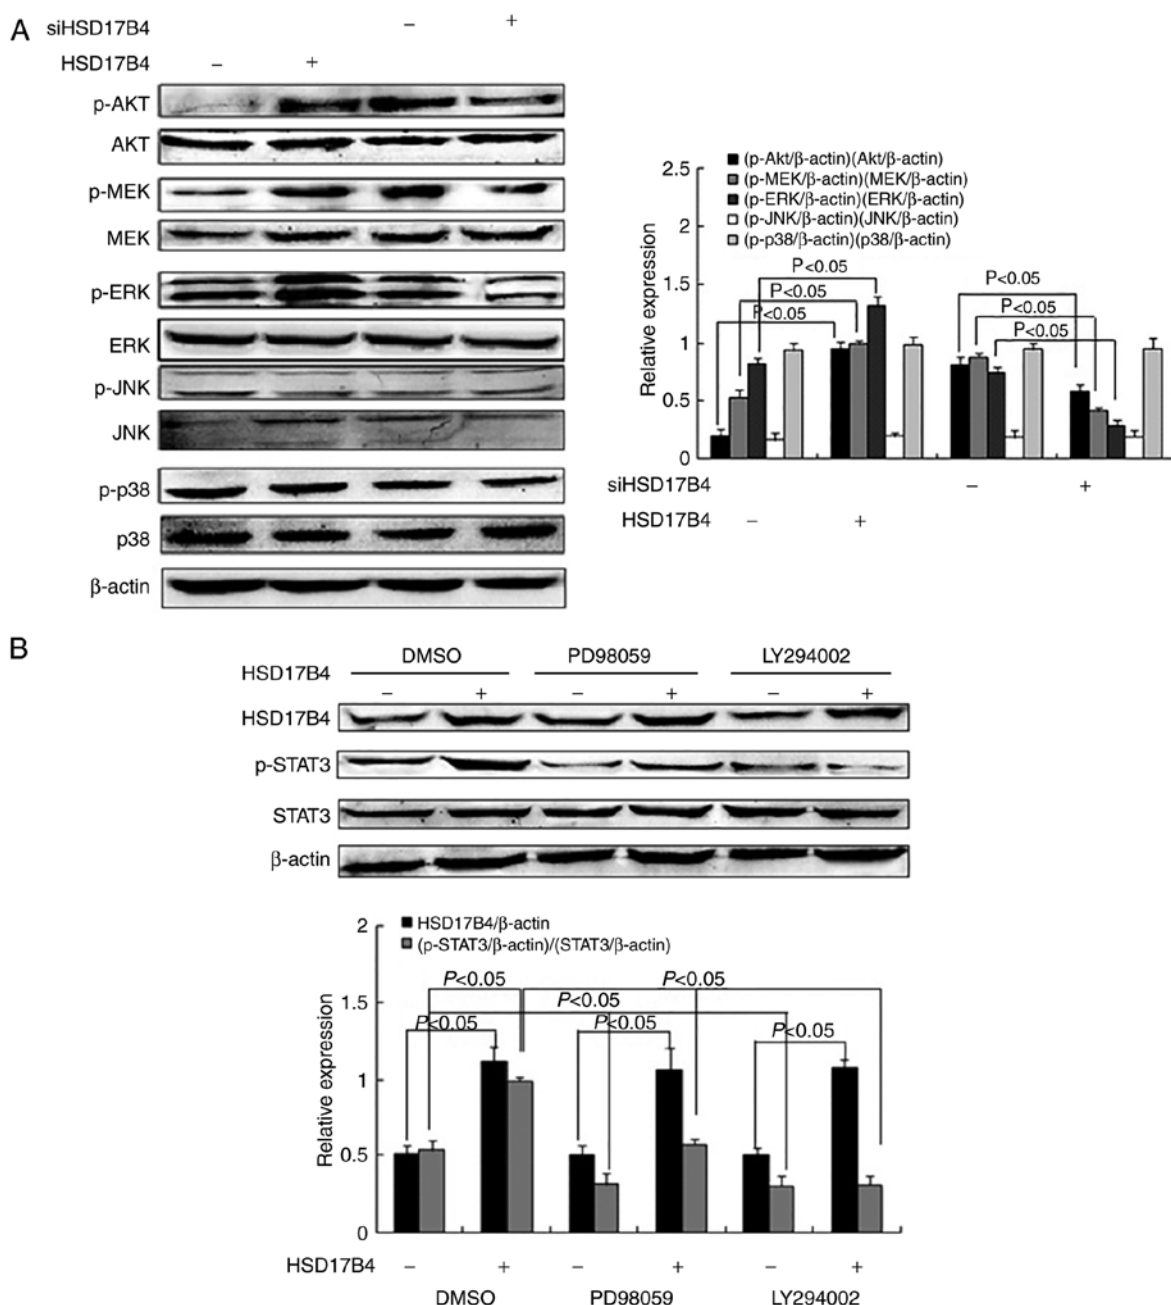 A
siHSD17B4 – +
HSD17B4 – +
p-AKT
AKT
p-MEK
MEK
p-ERK
ERK
p-JNK
JNK
p-p38
p38
β-actin
(p-Akt/β-actin)(Akt/β-actin)
(p-MEK/β-actin)(MEK/β-actin)
(p-ERK/β-actin)(ERK/β-actin)
(p-JNK/β-actin)(JNK/β-actin)
(p-p38/β-actin)(p38/β-actin)
Relative expression
2.5
2
1.5
1
0.5
0
P<0.05
P<0.05
P<0.05
P<0.05
P<0.05
P<0.05
siHSD17B4 – +
HSD17B4 – +
B
DMSO PD98059 LY294002
HSD17B4
– + – + – +
HSD17B4
p-STAT3
STAT3
β-actin
HSD17B4/β-actin
(p-STAT3/β-actin)/(STAT3/β-actin)
Relative expression
2
1.5
1
0.5
0
P<0.05
P<0.05
P<0.05
P<0.05
P<0.05
P<0.05
HSD17B4 – + – + – +
DMSO PD98059 LY294002